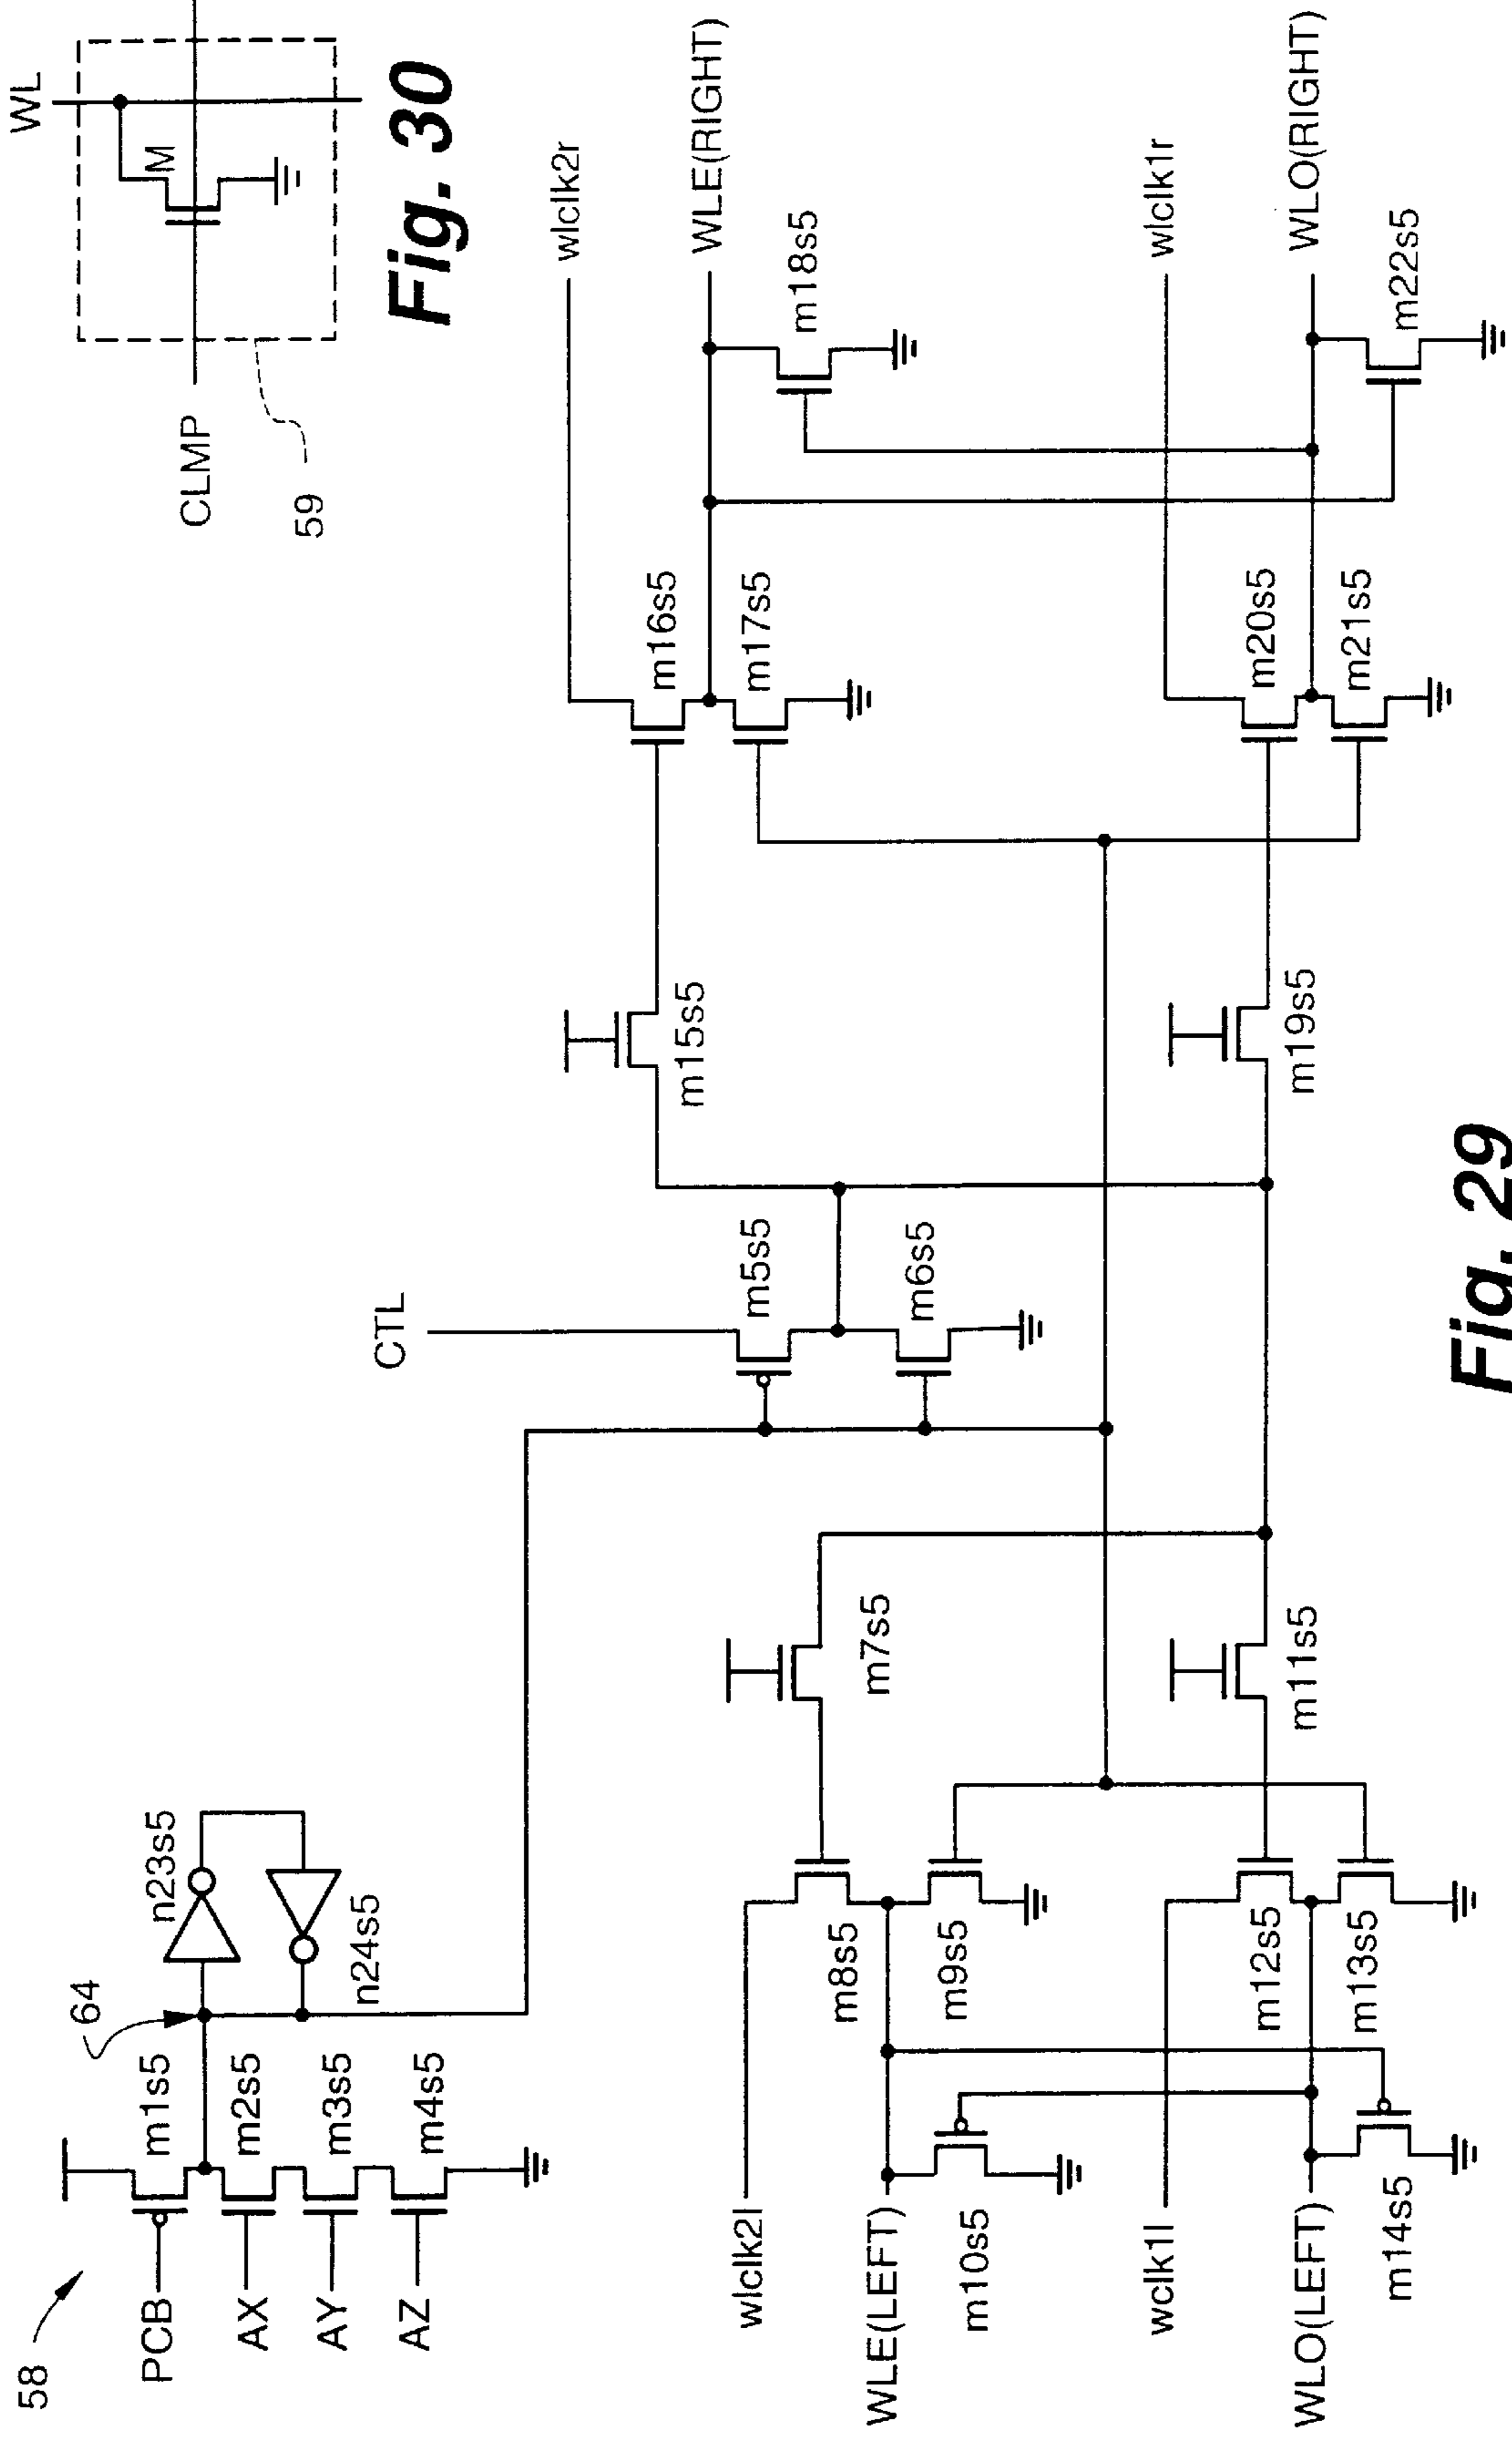 58
PCB
AX
AY
AZ
m1s5
m2s5
m3s5
m4s5
64
n23s5
n24s5
CTL
m5s5
m6s5
wlclk2l
WLE(LEFT)
m10s5
wclk1l
WLO(LEFT)
m14s5
m8s5
m9s5
m12s5
m13s5
m7s5
m11s5
m15s5
m19s5
m16s5
m17s5
m20s5
m21s5
wlclk2r
WLE(RIGHT)
m18s5
wlclk1r
WLO(RIGHT)
m22s5
Fig. 29
WL
M
CLMP
59
Fig. 30